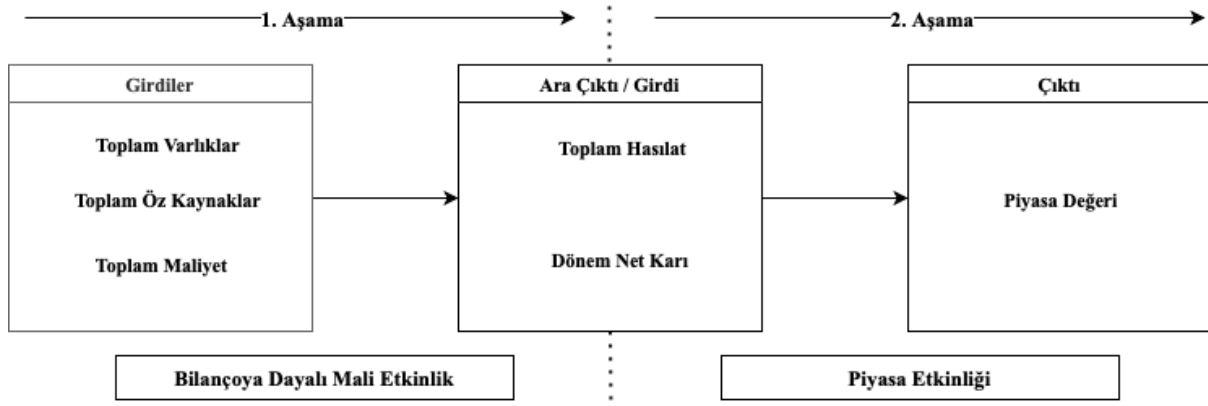 1. Aşama
2. Aşama
Girdiler
Toplam Varlıklar
Toplam Öz Kaynaklar
Toplam Maliyet
Ara Çıktı / Girdi
Toplam Hasılat
Dönem Net Karı
Çıktı
Piyasa Değeri
Bilançoya Dayalı Mali Etkinlik
Piyasa Etkinliği